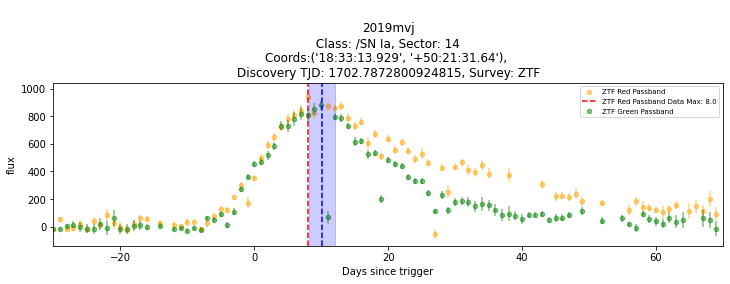 2019mvj
Class: /SN Ia, Sector: 14
Coords:('18:33:13.929', '+50:21:31.64'),
Discovery TJD: 1702.7872800924815, Survey: ZTF
ZTF Red Passband
ZTF Red Passband Data Max: 8.0
ZTF Green Passband
1000
800
600
400
200
0
flux
−20
0
20
40
60
Days since trigger